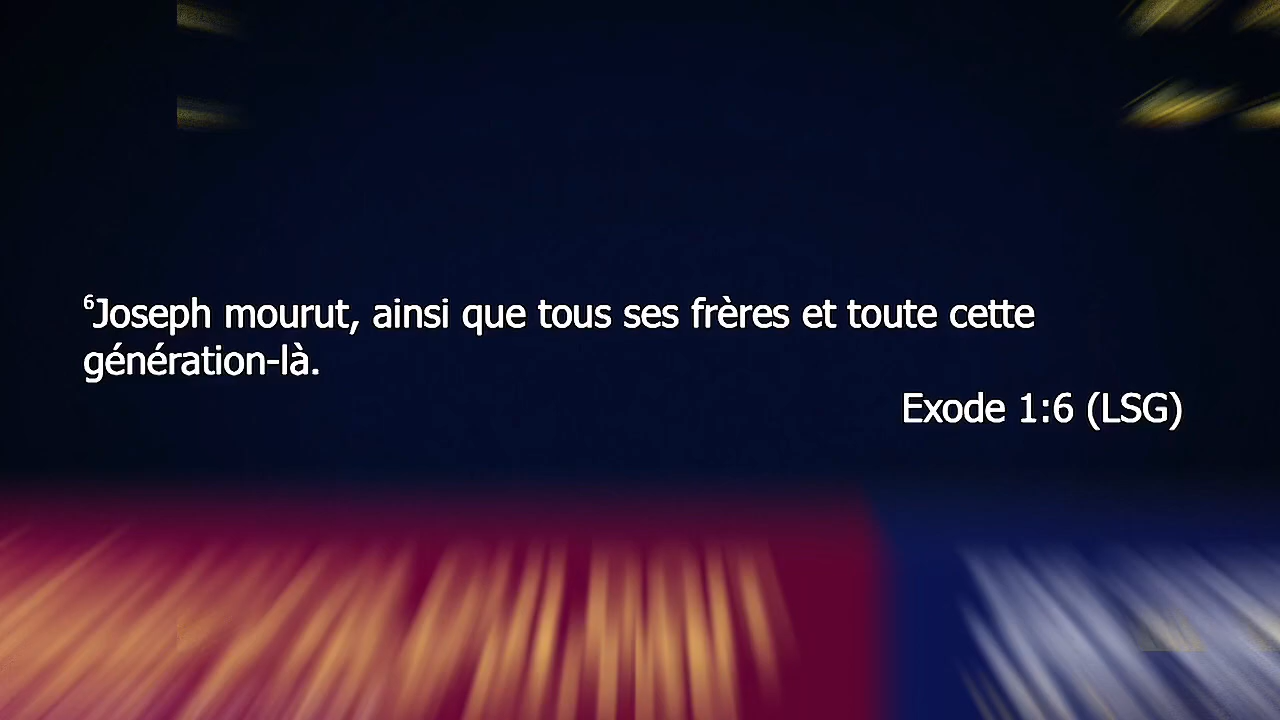 ⁶Joseph mourut, ainsi que tous ses frères et toute cette
génération-là.
Exode 1:6 (LSG)